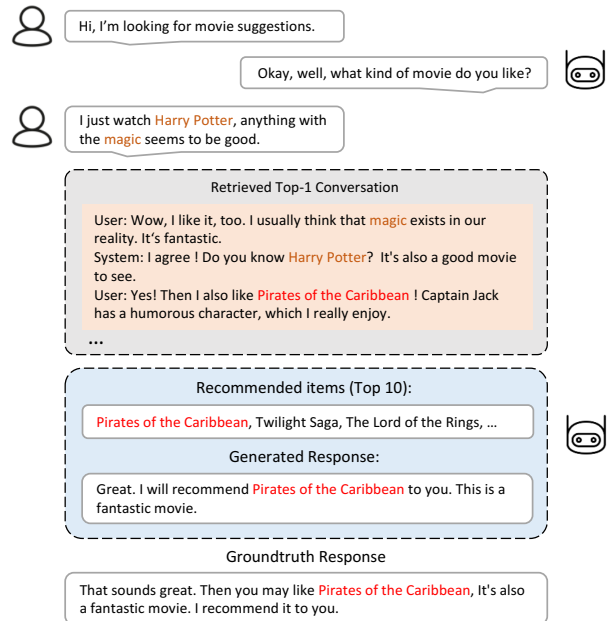 Hi, I'm looking for movie suggestions.
Okay, well, what kind of movie do you like?
I just watch Harry Potter, anything with
the magic seems to be good.
Retrieved Top-1 Conversation
User: Wow, I like it, too. I usually think that magic exists in our
reality. It's fantastic.
System: I agree ! Do you know Harry Potter? It's also a good movie
to see.
User: Yes! Then I also like Pirates of the Caribbean ! Captain Jack
has a humorous character, which I really enjoy.
...
Recommended items (Top 10):
Pirates of the Caribbean, Twilight Saga, The Lord of the Rings, ...
Generated Response:
Great. I will recommend Pirates of the Caribbean to you. This is a
fantastic movie.
Groundtruth Response
That sounds great. Then you may like Pirates of the Caribbean, It's also
a fantastic movie. I recommend it to you.